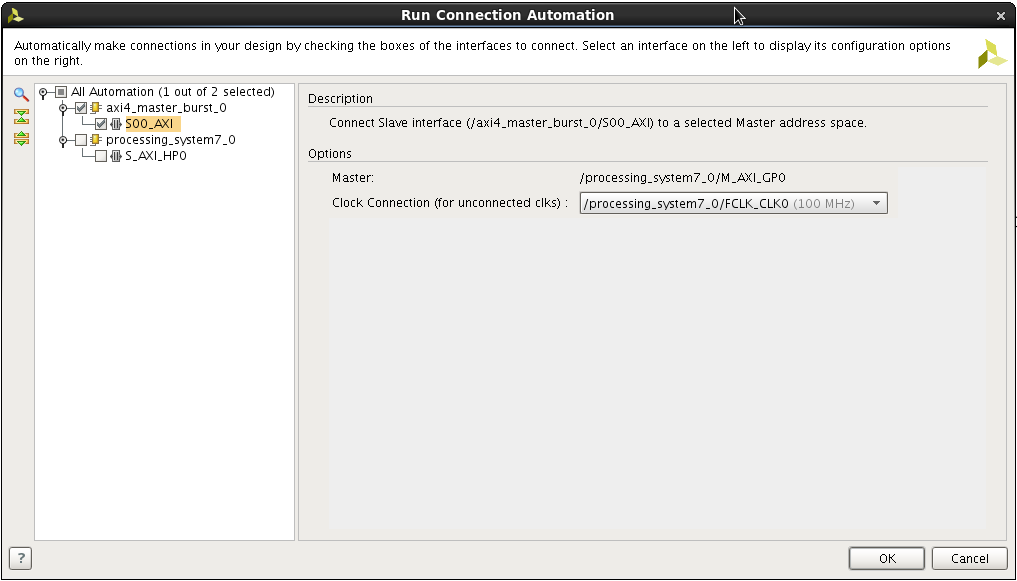 Run Connection Automation
Automatically make connections in your design by checking the boxes of the interfaces to connect. Select an interface on the left to display its configuration options
on the right.
All Automation (1 out of 2 selected)
axi4_master_burst_0
S00_AXI
processing_system7_0
S_AXI_HP0
Description
Connect Slave interface (/axi4_master_burst_0/S00_AXI) to a selected Master address space.
Options
Master: /processing_system7_0/M_AXI_GP0
Clock Connection (for unconnected clks) : /processing_system7_0/FCLK_CLK0 (100 MHz)
?
OK Cancel